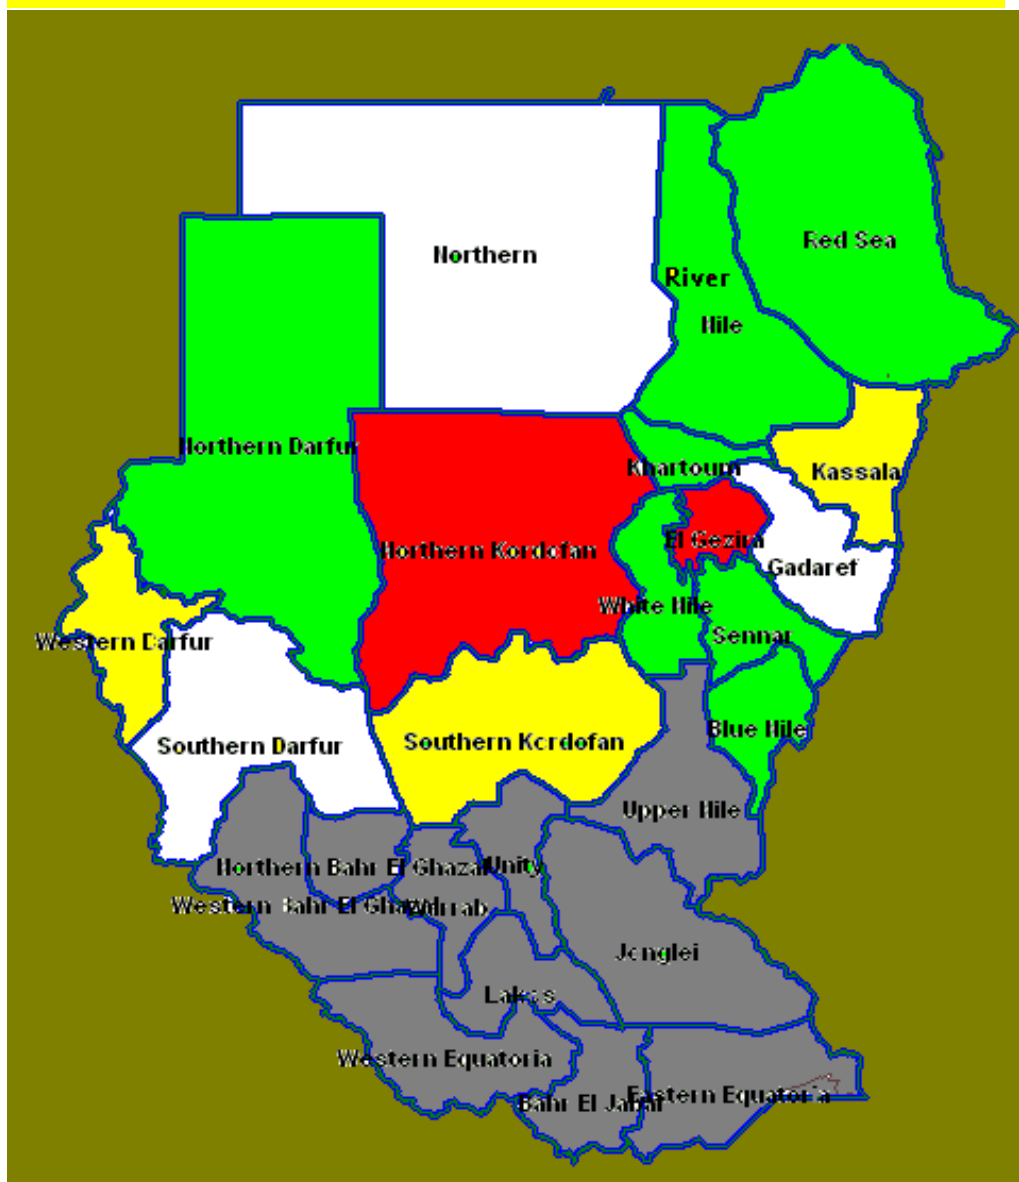 Northern
Red Sea
River
Nile
Northern Darfur
Khartoum
Kassala
El Gezira
Northern Kordofan
Gadaref
White Nile
Sennar
Western Darfur
Blue Nile
Southern Darfur
Southern Kordofan
Upper Nile
Northern Bahr El Ghazal
Unity
Western Bahr El Ghazal
Warrab
Jonglei
Lakes
Western Equatoria
Eastern Equatoria
Bahr El Jabal